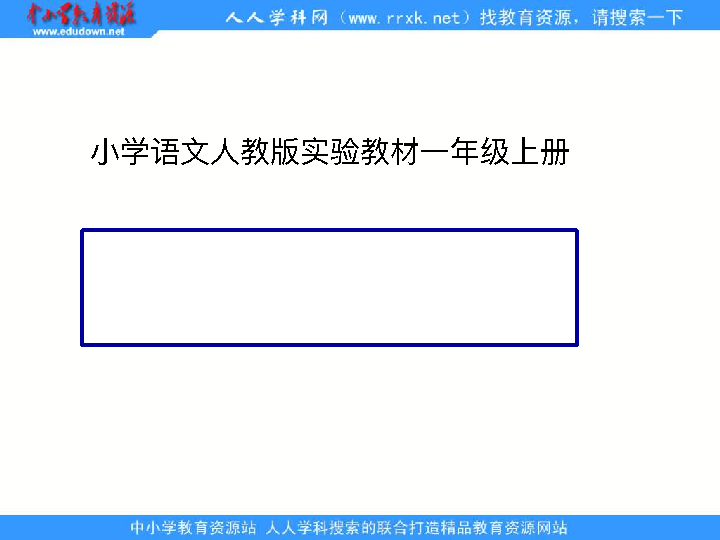 中小学教育资源
www.edudown.net
人人学科网（www.rrxk.net）找教育资源，请搜索一下
小学语文人教版实验教材一年级上册
中小学教育资源站 人人学科搜索的联合打造精品教育资源网站